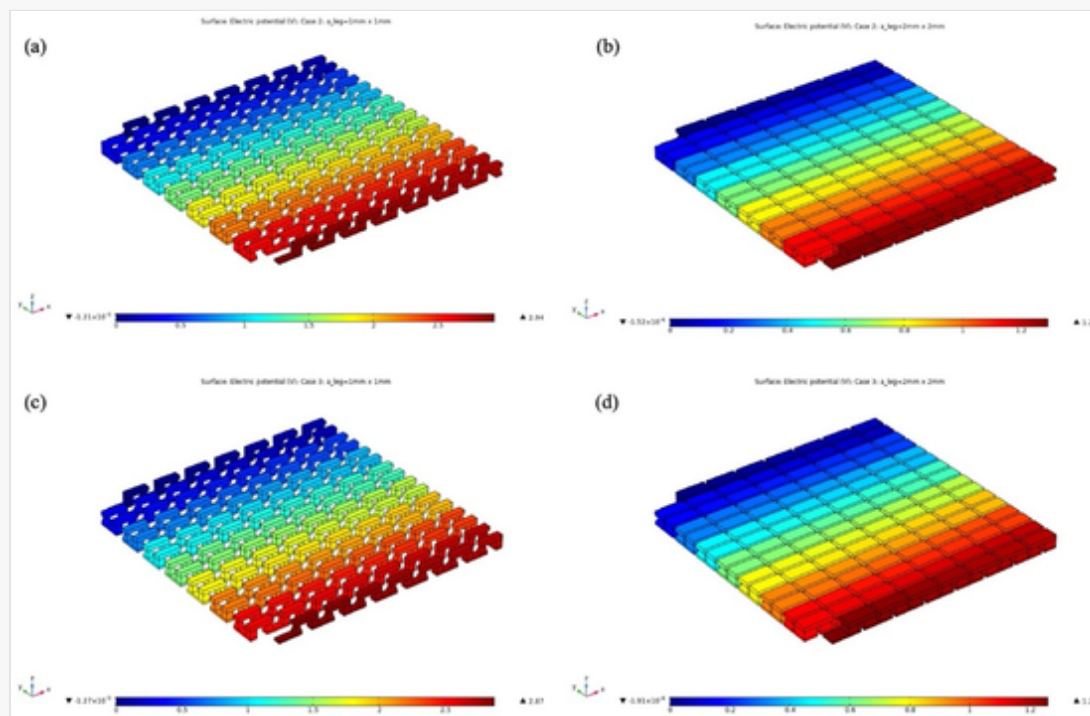 Surface: Electric potential (V): Case 2: a_leg=1mm x 1mm
(a)
0 0.5 1 1.5 2 2.5
2.94
Surface: Electric potential (V): Case 2: a_leg=2mm x 2mm
(b)
0 0.2 0.4 0.6 0.8 1 1.2
Surface: Electric potential (V): Case 3: a_leg=1mm x 1mm
(c)
0 0.5 1 1.5 2 2.5
2.87
Surface: Electric potential (V): Case 3: a_leg=2mm x 2mm
(d)
0 0.2 0.4 0.6 0.8 1 1.2